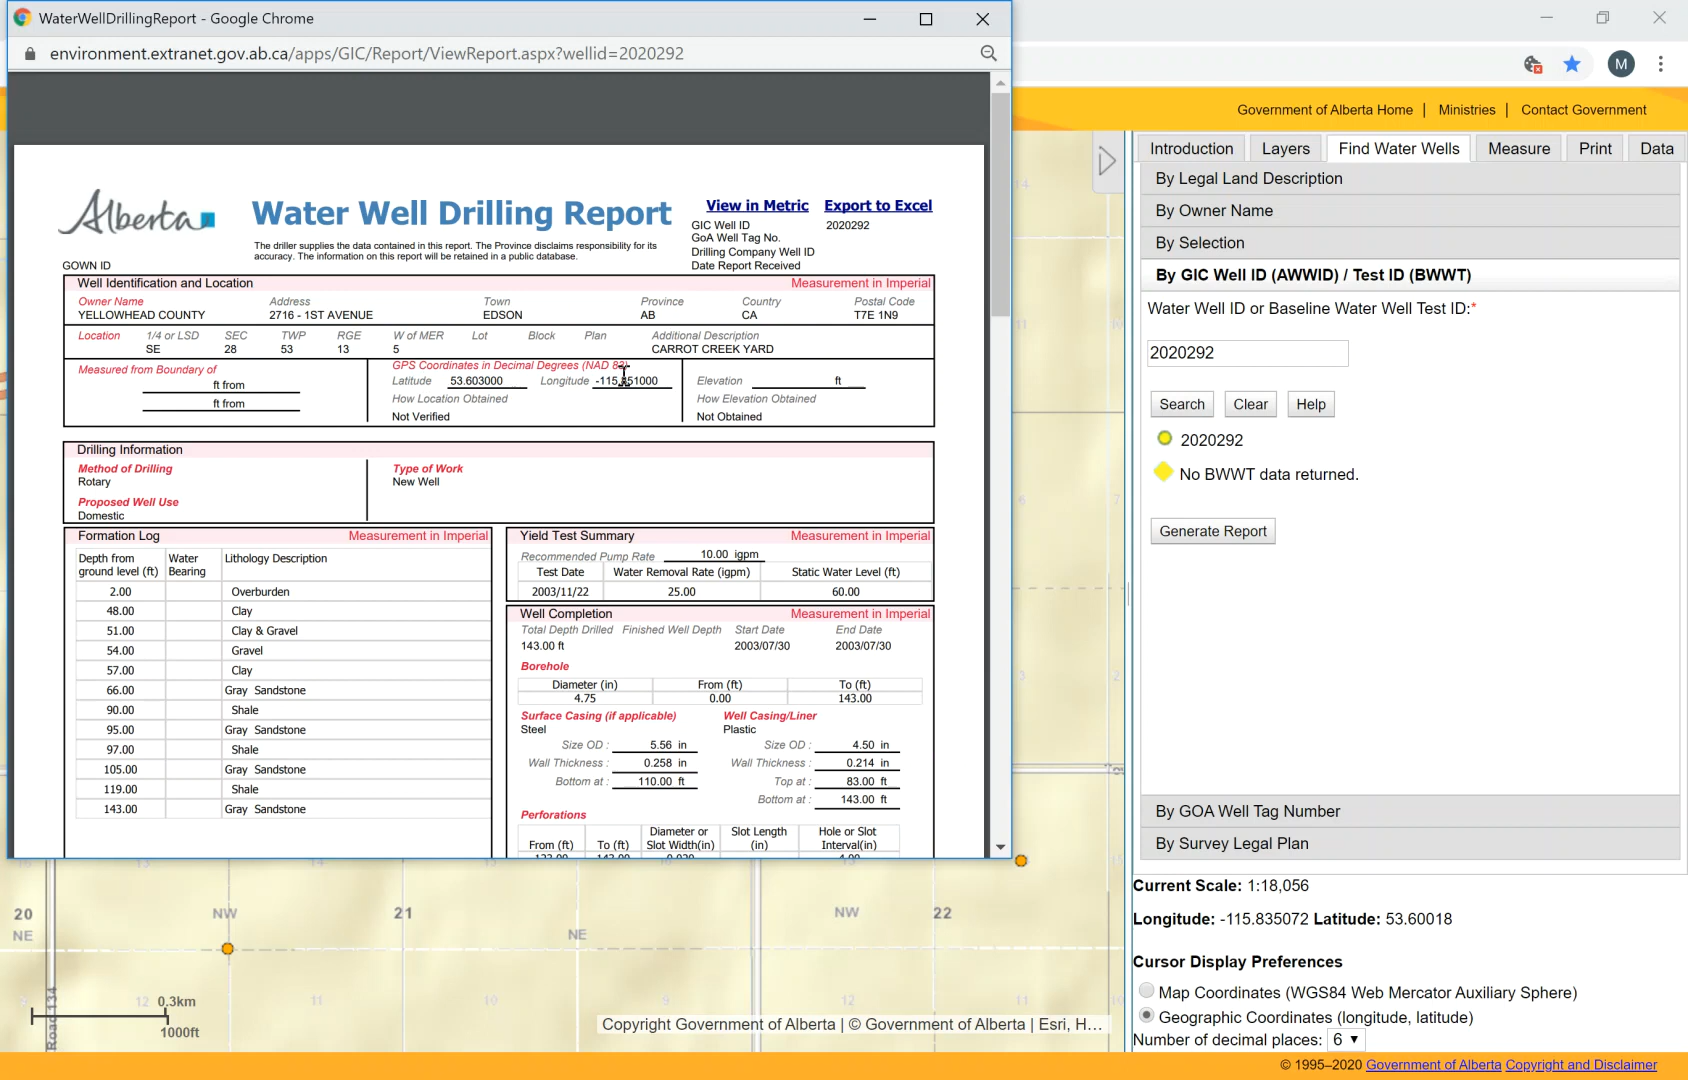 WaterWellDrillingReport - Google Chrome
environment.extranet.gov.ab.ca/apps/GIC/Report/ViewReport.aspx?wellid=2020292
M
Government of Alberta Home | Ministries | Contact Government
Alberta
Water Well Drilling Report
View in Metric Export to Excel
The driller supplies the data contained in this report. The Province disclaims responsibility for its
accuracy. The information on this report will be retained in a public database.
GIC Well ID 2020292
GoA Well Tag No.
Drilling Company Well ID
Date Report Received
GOWN ID
Well Identification and Location Measurement in Imperial
Owner Name Address Town Province Country Postal Code
YELLOWHEAD COUNTY 2716 - 1ST AVENUE EDSON AB CA T7E 1N9
Location 1/4 or LSD SEC TWP RGE W of MER Lot Block Plan Additional Description
SE 28 53 13 5 CARROT CREEK YARD
Measured from Boundary of
ft from
ft from
GPS Coordinates in Decimal Degrees (NAD 83)
Latitude 53.603000 Longitude -115.851000
How Location Obtained
Not Verified
Elevation ft
How Elevation Obtained
Not Obtained
Drilling Information
Method of Drilling
Rotary
Proposed Well Use
Domestic
Type of Work
New Well
Formation Log Measurement in Imperial
Depth from Water Lithology Description
ground level (ft) Bearing
2.00 Overburden
48.00 Clay
51.00 Clay & Gravel
54.00 Gravel
57.00 Clay
66.00 Gray Sandstone
90.00 Shale
95.00 Gray Sandstone
97.00 Shale
105.00 Gray Sandstone
119.00 Shale
143.00 Gray Sandstone
Yield Test Summary Measurement in Imperial
Recommended Pump Rate 10.00 igpm
Test Date Water Removal Rate (igpm) Static Water Level (ft)
2003/11/22 25.00 60.00
Well Completion Measurement in Imperial
Total Depth Drilled Finished Well Depth Start Date End Date
143.00 ft 2003/07/30 2003/07/30
Borehole
Diameter (in) From (ft) To (ft)
4.75 0.00 143.00
Surface Casing (if applicable) Well Casing/Liner
Steel Plastic
Size OD : 5.56 in Size OD : 4.50 in
Wall Thickness : 0.258 in Wall Thickness : 0.214 in
Bottom at : 110.00 ft Top at : 83.00 ft
Bottom at : 143.00 ft
Perforations
Diameter or Slot Length Hole or Slot
From (ft) To (ft) Slot Width(in) (in) Interval(in)
Introduction Layers Find Water Wells Measure Print Data
By Legal Land Description
By Owner Name
By Selection
By GIC Well ID (AWWID) / Test ID (BWWT)
Water Well ID or Baseline Water Well Test ID:*
2020292
Search Clear Help
2020292
No BWWT data returned.
Generate Report
By GOA Well Tag Number
By Survey Legal Plan
Current Scale: 1:18,056
Longitude: -115.835072 Latitude: 53.60018
Cursor Display Preferences
Map Coordinates (WGS84 Web Mercator Auxiliary Sphere)
Geographic Coordinates (longitude, latitude)
Number of decimal places: 6
14
11
6
7
3
2
20 NW 21 NW 22
NE NE
12 11 10 9 12 11
0.3km
1000ft
Road 134
Copyright Government of Alberta | © Government of Alberta | Esri, H...
© 1995–2020 Government of Alberta Copyright and Disclaimer